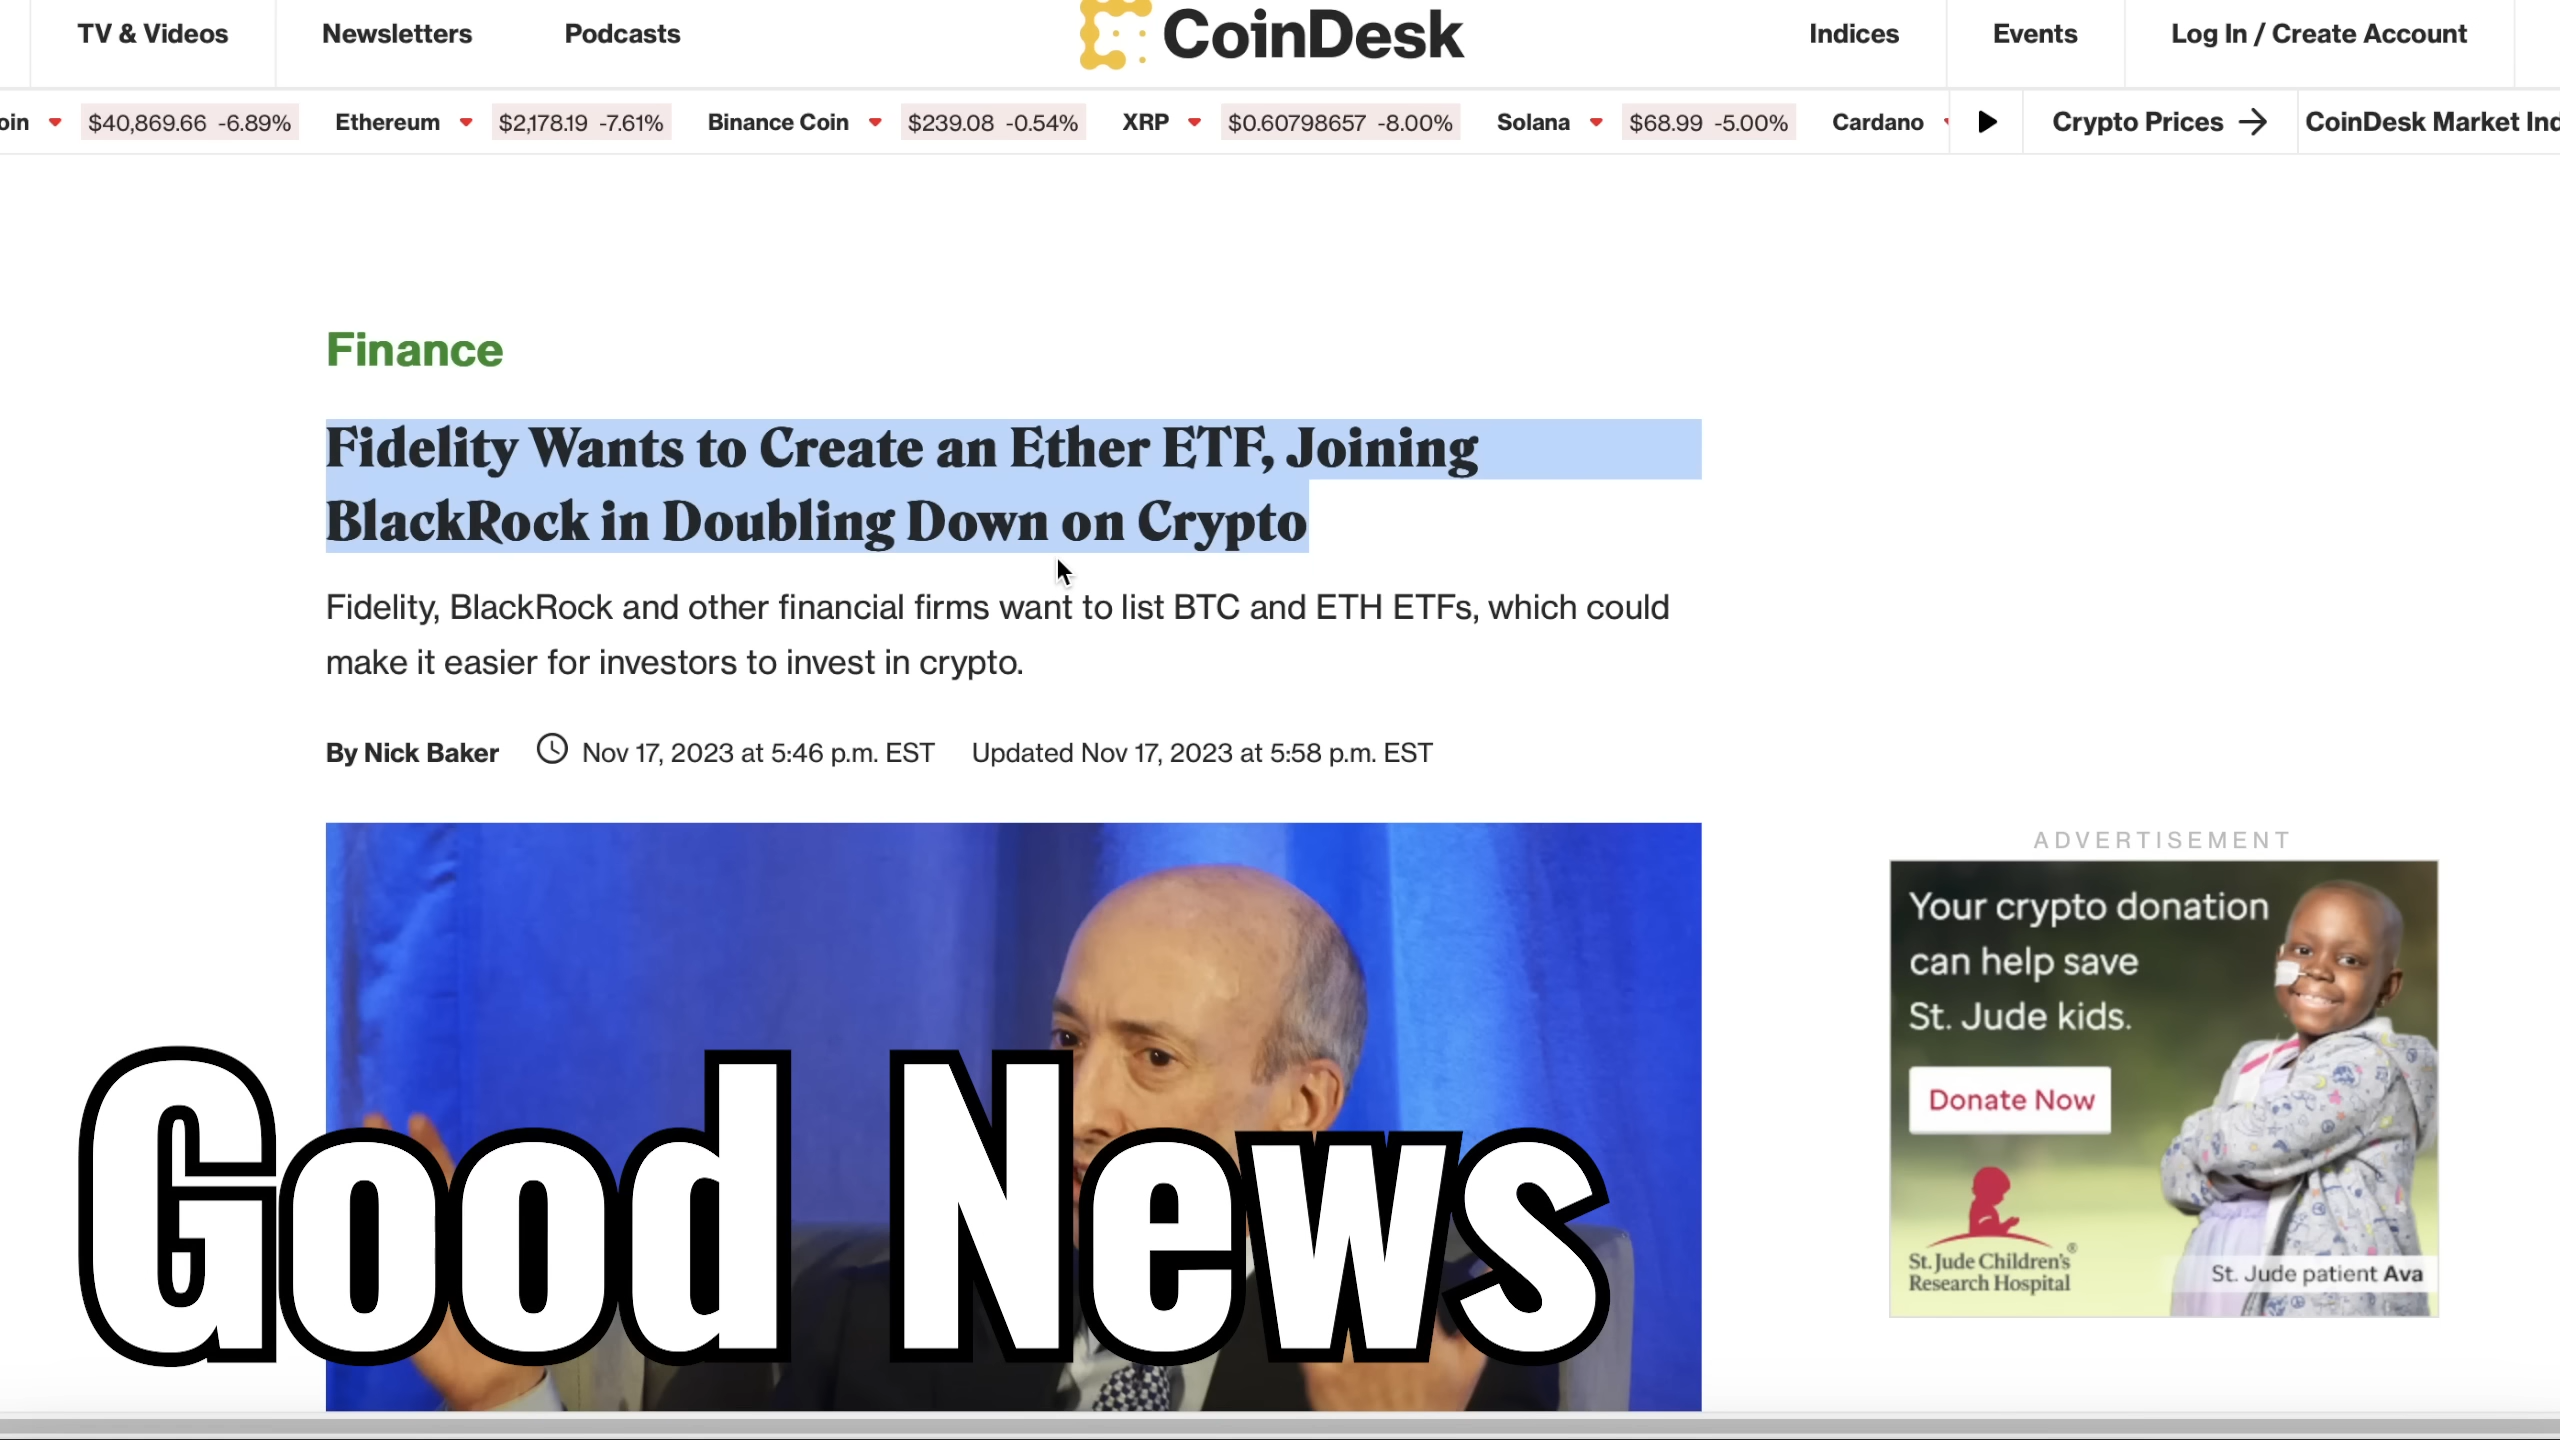 TV & Videos
Newsletters
Podcasts
CoinDesk
Indices
Events
Log In / Create Account
oin $40,869.66 -6.89% Ethereum $2,178.19 -7.61% Binance Coin $239.08 -0.54% XRP $0.60798657 -8.00% Solana $68.99 -5.00% Cardano Crypto Prices CoinDesk Market Ind
Finance
Fidelity Wants to Create an Ether ETF, Joining
BlackRock in Doubling Down on Crypto
Fidelity, BlackRock and other financial firms want to list BTC and ETH ETFs, which could
make it easier for investors to invest in crypto.
By Nick Baker Nov 17, 2023 at 5:46 p.m. EST Updated Nov 17, 2023 at 5:58 p.m. EST
Good News
ADVERTISEMENT
Your crypto donation
can help save
St. Jude kids.
Donate Now
St. Jude Children's®
Research Hospital
St. Jude patient Ava